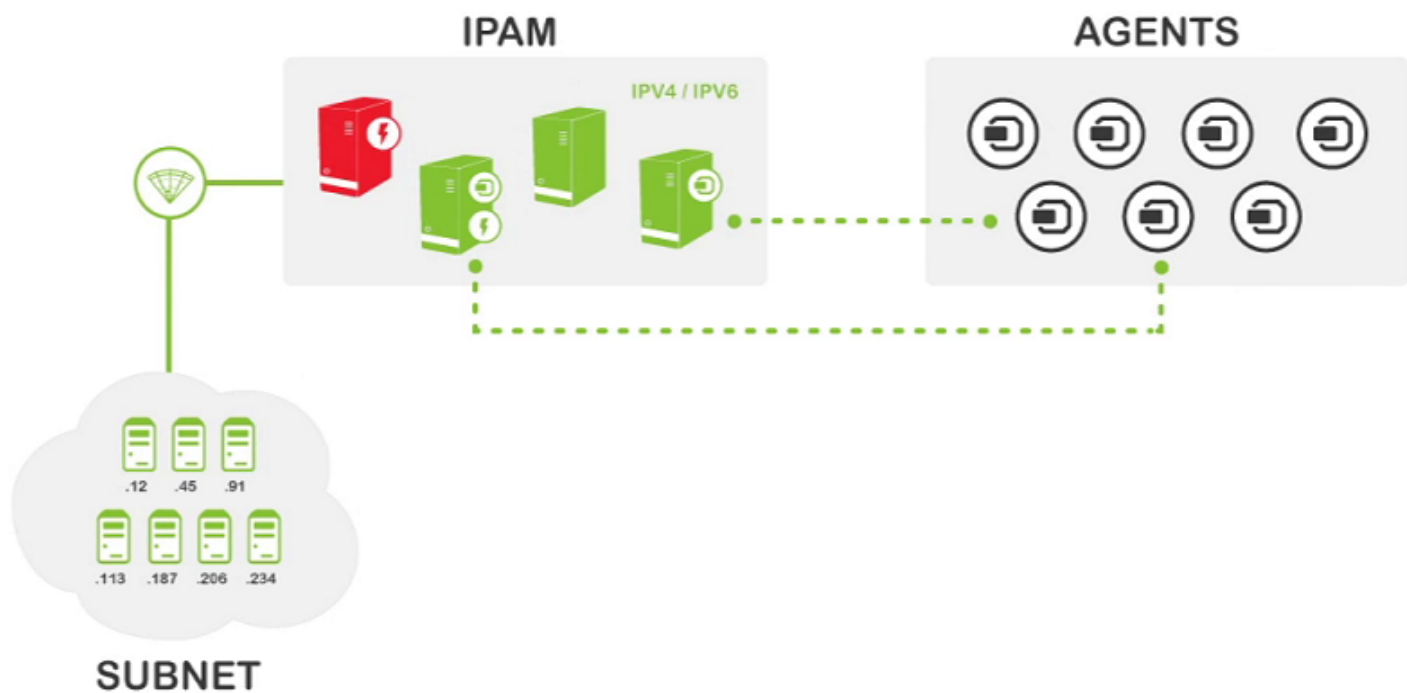 IPAM
AGENTS
IPV4 / IPV6
.12 .45 .91
.113 .187 .206 .234
SUBNET